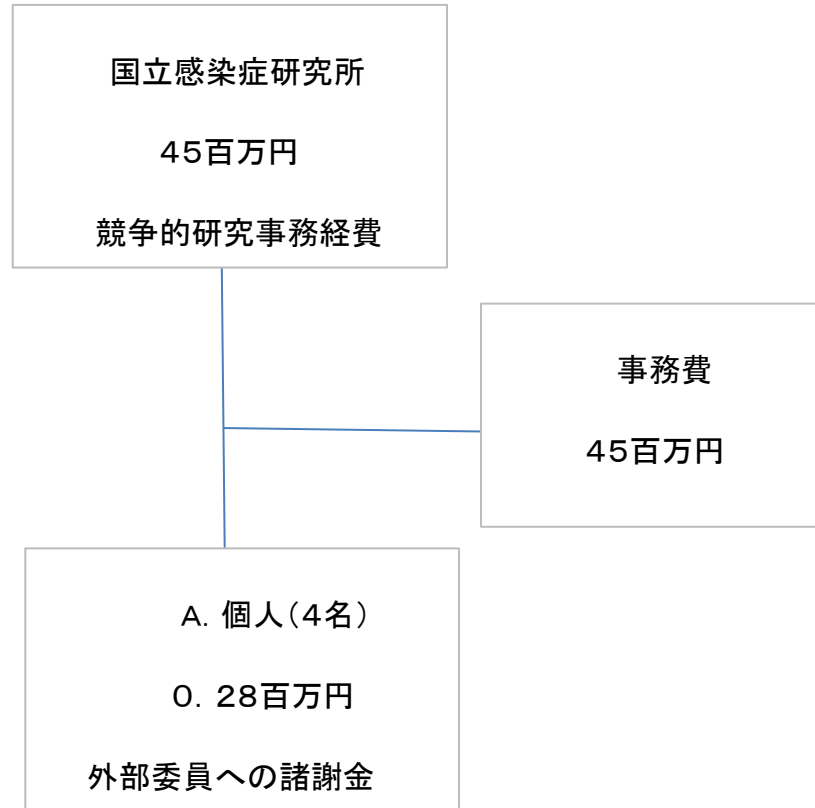 国立感染症研究所
45百万円
競争的研究事務経費
事務費
45百万円
A. 個人(4名)
0. 28百万円
外部委員への諸謝金